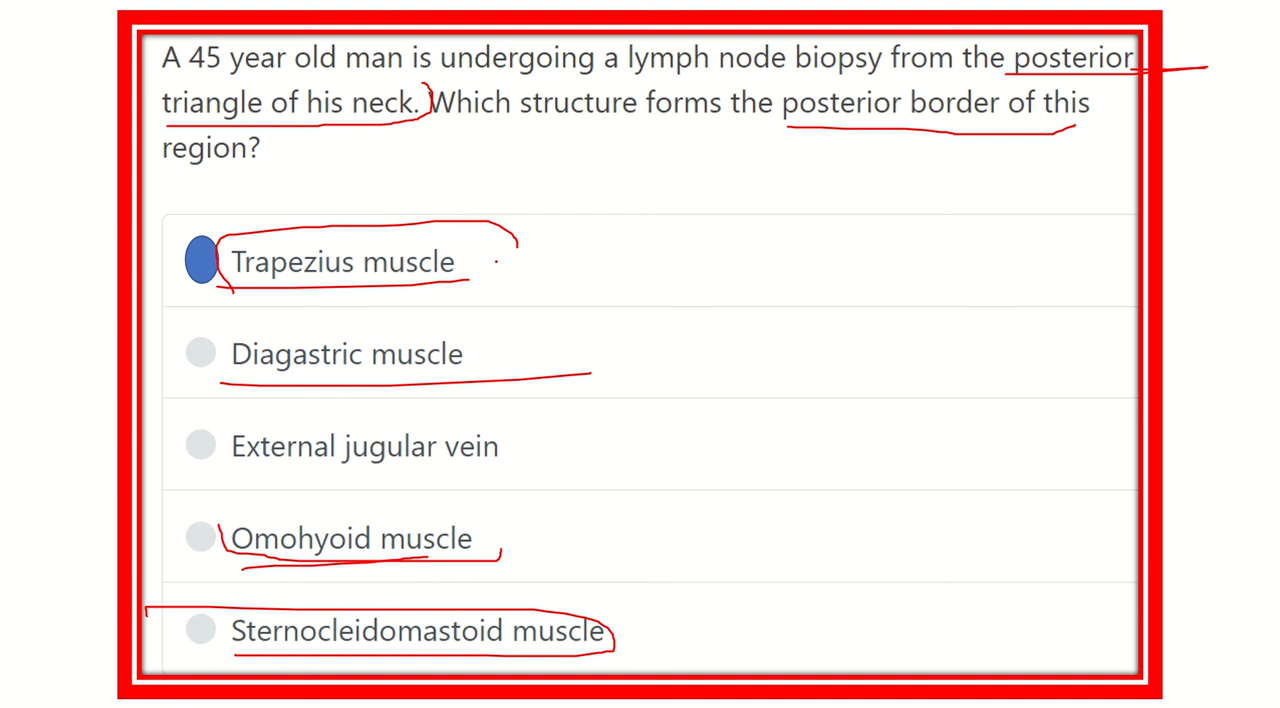 A 45 year old man is undergoing a lymph node biopsy from the posterior
triangle of his neck. Which structure forms the posterior border of this
region?
Trapezius muscle
Diagastric muscle
External jugular vein
Omohyoid muscle
Sternocleidomastoid muscle